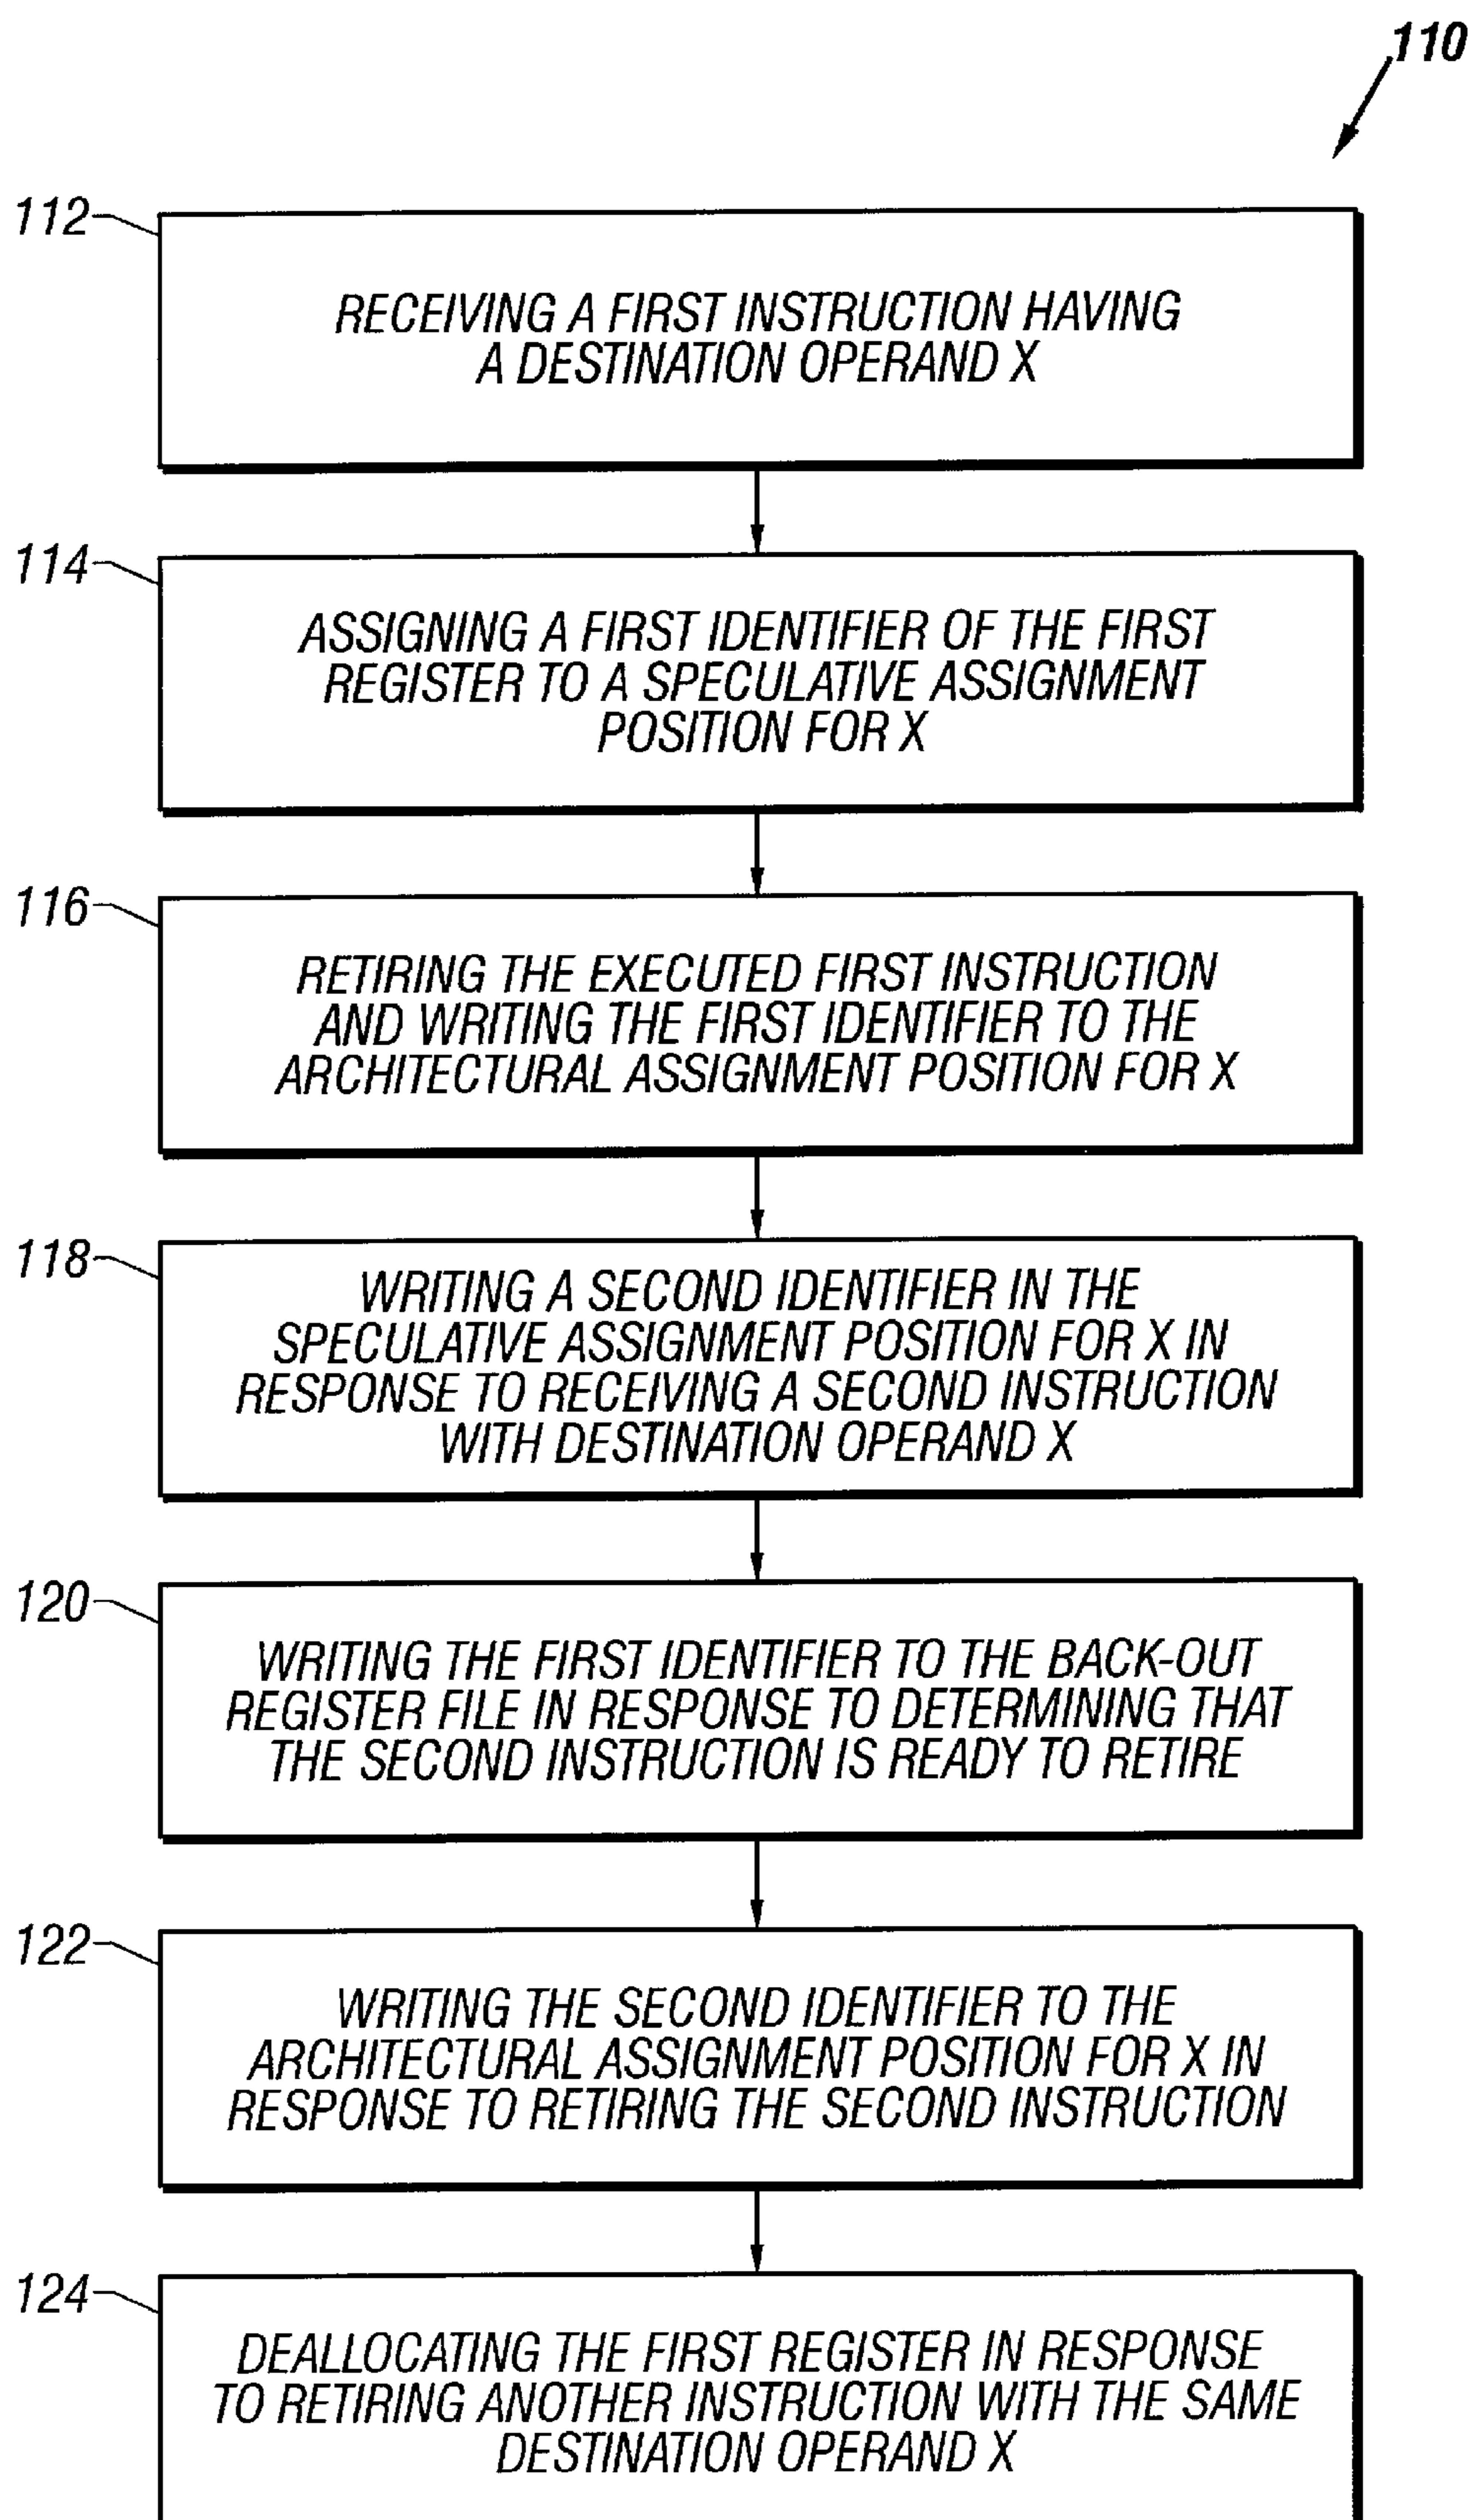 110
112
RECEIVING A FIRST INSTRUCTION HAVING
A DESTINATION OPERAND X
114
ASSIGNING A FIRST IDENTIFIER OF THE FIRST
REGISTER TO A SPECULATIVE ASSIGNMENT
POSITION FOR X
116
RETIRING THE EXECUTED FIRST INSTRUCTION
AND WRITING THE FIRST IDENTIFIER TO THE
ARCHITECTURAL ASSIGNMENT POSITION FOR X
118
WRITING A SECOND IDENTIFIER IN THE
SPECULATIVE ASSIGNMENT POSITION FOR X IN
RESPONSE TO RECEIVING A SECOND INSTRUCTION
WITH DESTINATION OPERAND X
120
WRITING THE FIRST IDENTIFIER TO THE BACK-OUT
REGISTER FILE IN RESPONSE TO DETERMINING THAT
THE SECOND INSTRUCTION IS READY TO RETIRE
122
WRITING THE SECOND IDENTIFIER TO THE
ARCHITECTURAL ASSIGNMENT POSITION FOR X IN
RESPONSE TO RETIRING THE SECOND INSTRUCTION
124
DEALLOCATING THE FIRST REGISTER IN RESPONSE
TO RETIRING ANOTHER INSTRUCTION WITH THE SAME
DESTINATION OPERAND X